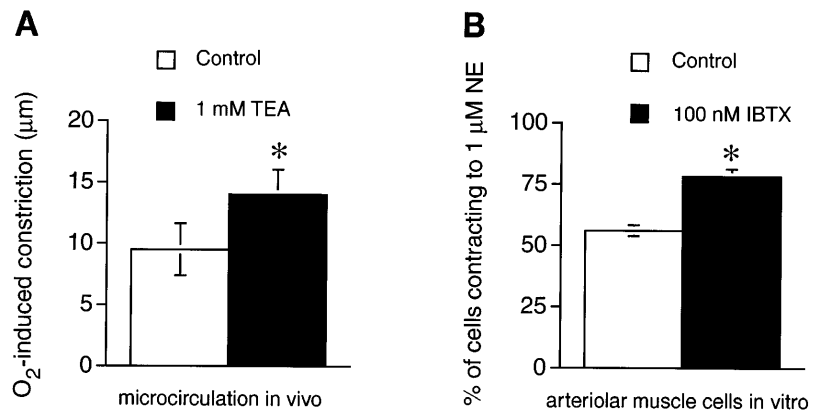 A
Control
1 mM TEA
O2-induced constriction (μm)
20
15
10
5
0
*
microcirculation in vivo
B
Control
100 nM IBTX
% of cells contracting to 1 μM NE
100
75
50
25
0
*
arteriolar muscle cells in vitro